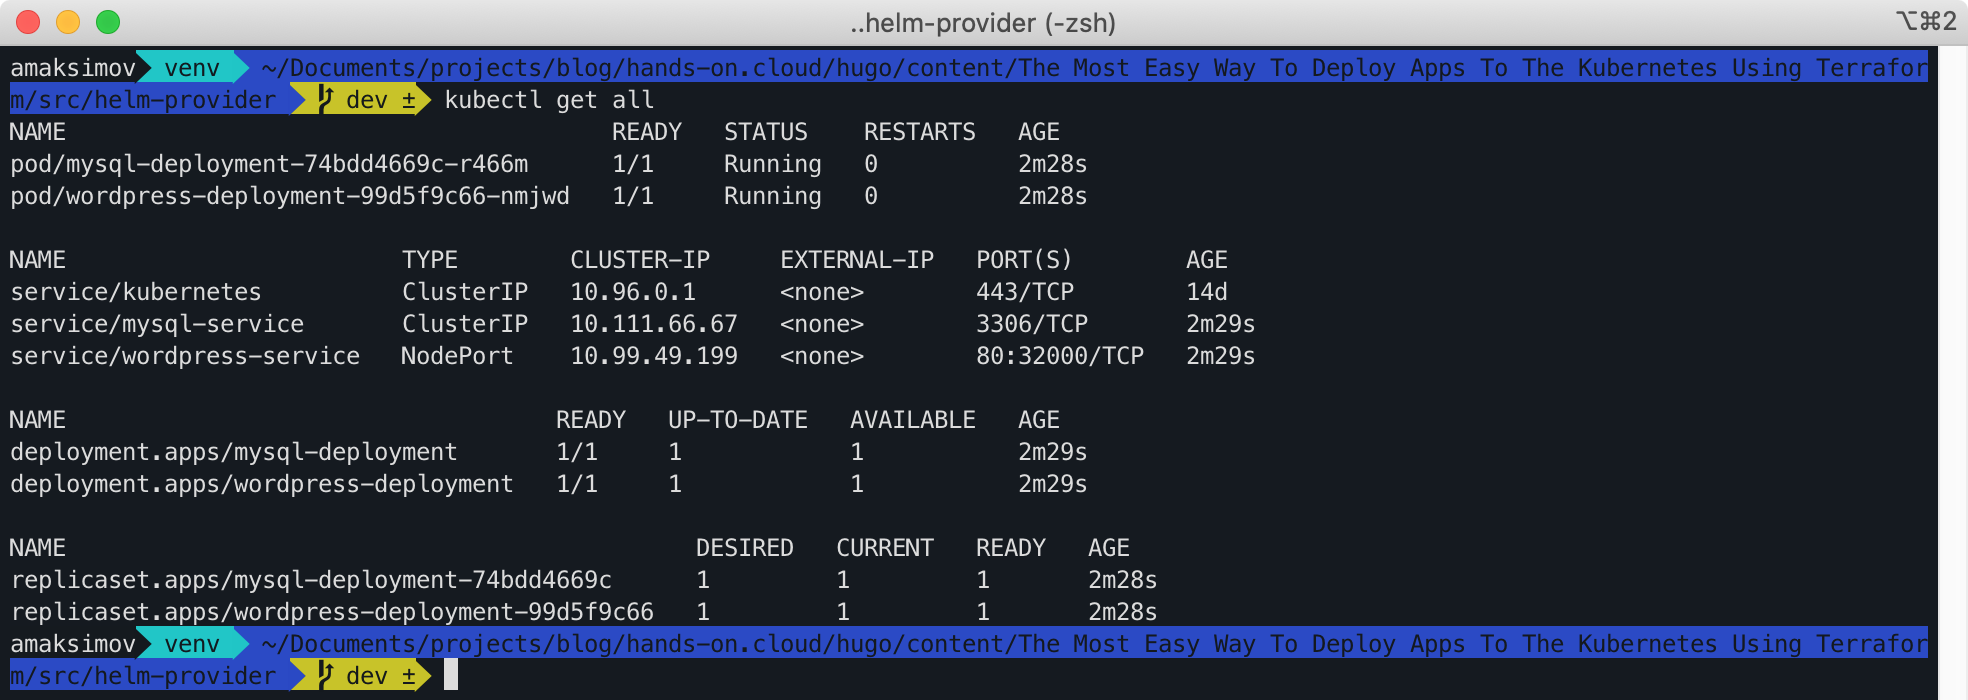 ..helm-provider (-zsh) ⌥⌘2
amaksimov venv ~/Documents/projects/blog/hands-on.cloud/hugo/content/The Most Easy Way To Deploy Apps To The Kubernetes Using Terrafor
m/src/helm-provider dev ± kubectl get all
NAME READY STATUS RESTARTS AGE
pod/mysql-deployment-74bdd4669c-r466m 1/1 Running 0 2m28s
pod/wordpress-deployment-99d5f9c66-nmjwd 1/1 Running 0 2m28s
NAME TYPE CLUSTER-IP EXTERNAL-IP PORT(S) AGE
service/kubernetes ClusterIP 10.96.0.1 <none> 443/TCP 14d
service/mysql-service ClusterIP 10.111.66.67 <none> 3306/TCP 2m29s
service/wordpress-service NodePort 10.99.49.199 <none> 80:32000/TCP 2m29s
NAME READY UP-TO-DATE AVAILABLE AGE
deployment.apps/mysql-deployment 1/1 1 1 2m29s
deployment.apps/wordpress-deployment 1/1 1 1 2m29s
NAME DESIRED CURRENT READY AGE
replicaset.apps/mysql-deployment-74bdd4669c 1 1 1 2m28s
replicaset.apps/wordpress-deployment-99d5f9c66 1 1 1 2m28s
amaksimov venv ~/Documents/projects/blog/hands-on.cloud/hugo/content/The Most Easy Way To Deploy Apps To The Kubernetes Using Terrafor
m/src/helm-provider dev ±